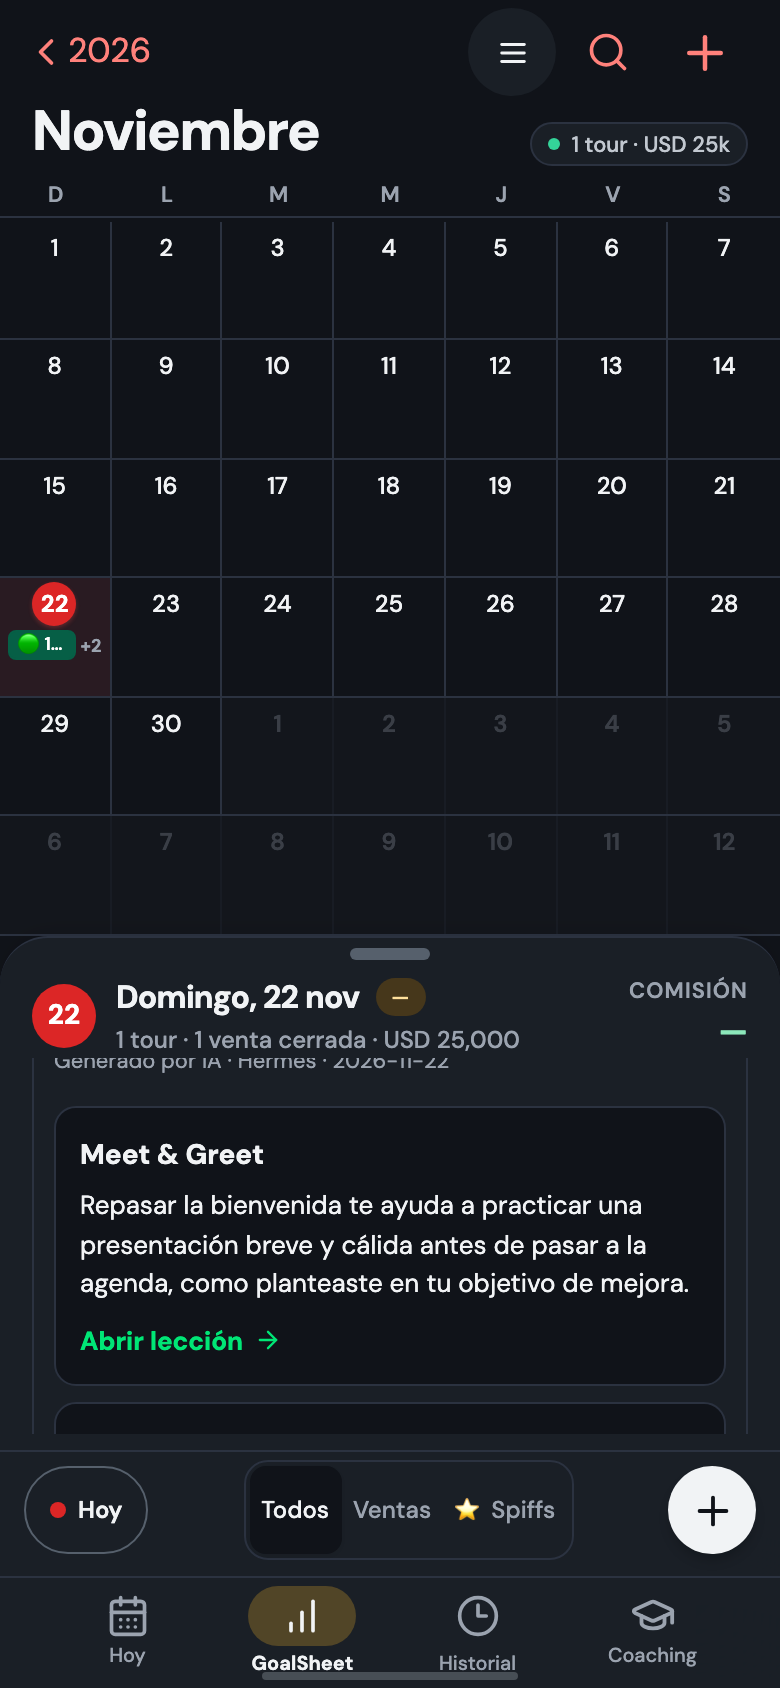 2026
Noviembre
1 tour · USD 25k
D L M M J V S
1 2 3 4 5 6 7
8 9 10 11 12 13 14
15 16 17 18 19 20 21
22 23 24 25 26 27 28
1... +2
29 30 1 2 3 4 5
6 7 8 9 10 11 12
22
Domingo, 22 nov –
COMISIÓN
1 tour · 1 venta cerrada · USD 25,000
–
Generado por IA · Hermes · 2026-11-22
Meet & Greet
Repasar la bienvenida te ayuda a practicar una
presentación breve y cálida antes de pasar a la
agenda, como planteaste en tu objetivo de mejora.
Abrir lección →
Hoy
Todos Ventas ⭐ Spiffs
Hoy GoalSheet Historial Coaching